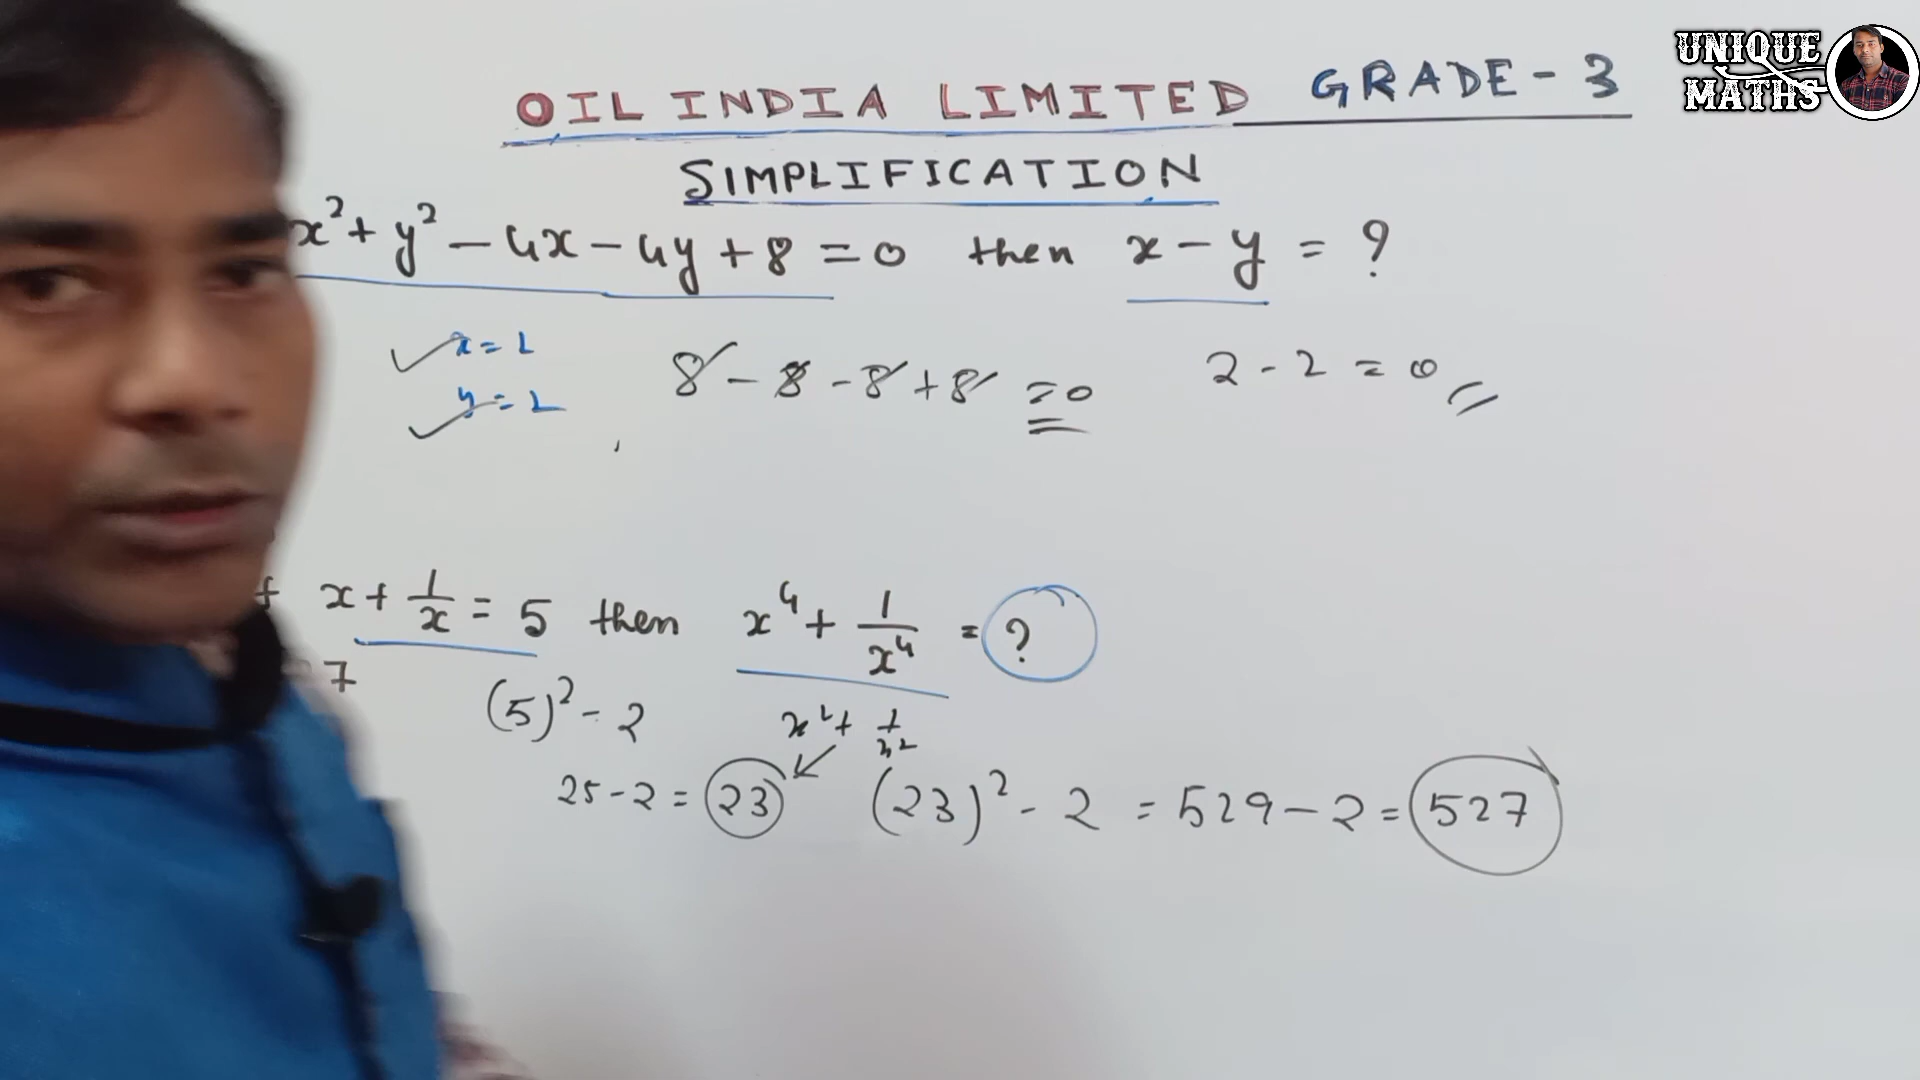 UNIQUE MATHS
OIL INDIA LIMITED GRADE - 3
SIMPLIFICATION
x² + y² - 4x - 4y + 8 = 0 then x - y = ?
x = 2
y = 2
8 - 8 - 8 + 8 = 0
2 - 2 = 0
f x + 1/x = 5 then x⁴ + 1/x⁴ = ?
7
(5)² - 2
x² + 1/x²
25 - 2 = 23
(23)² - 2 = 529 - 2 = 527